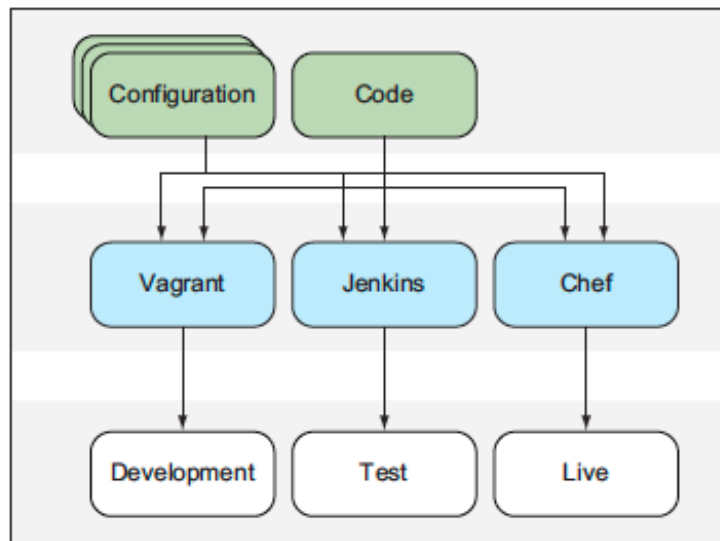 Configuration
Code
Vagrant
Jenkins
Chef
Development
Test
Live